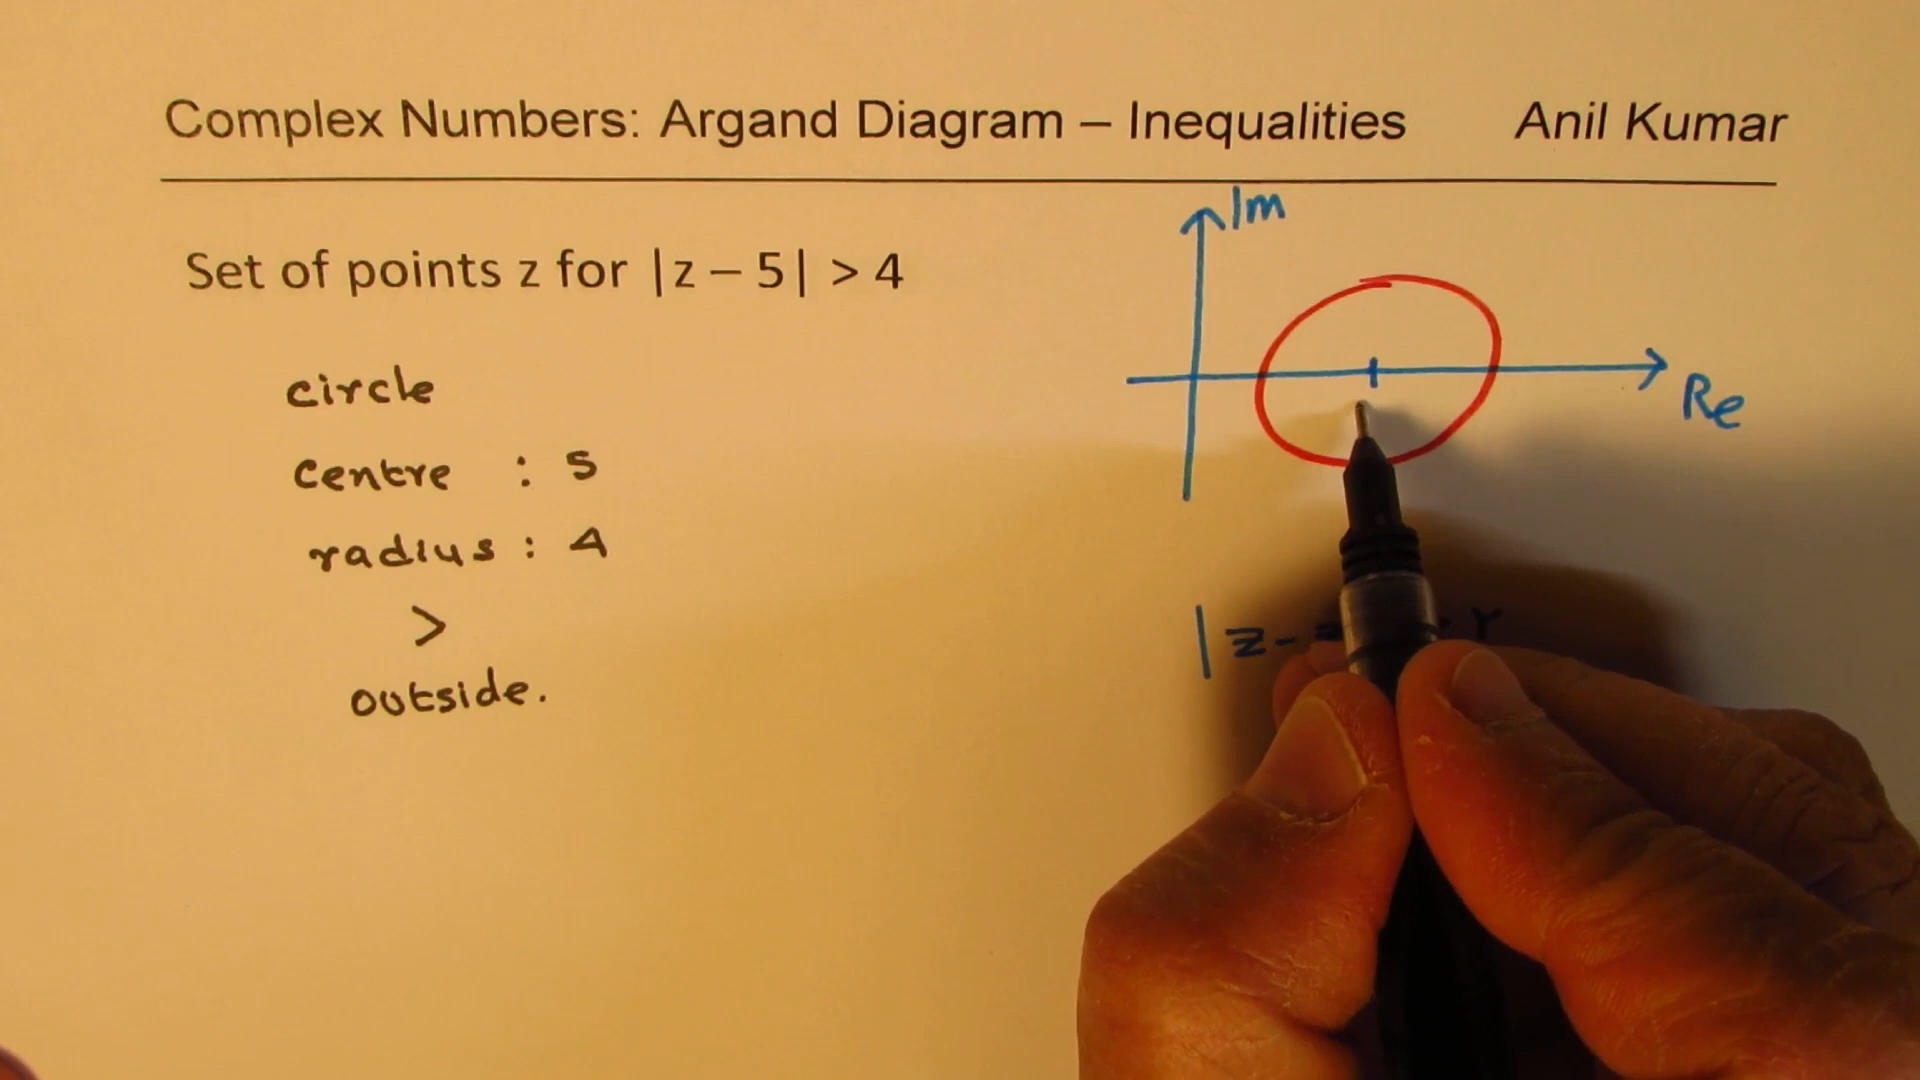 Complex Numbers: Argand Diagram – Inequalities Anil Kumar
Im
Set of points z for |z – 5| > 4
circle
Re
centre : 5
radius : 4
>
| z -
r
outside.